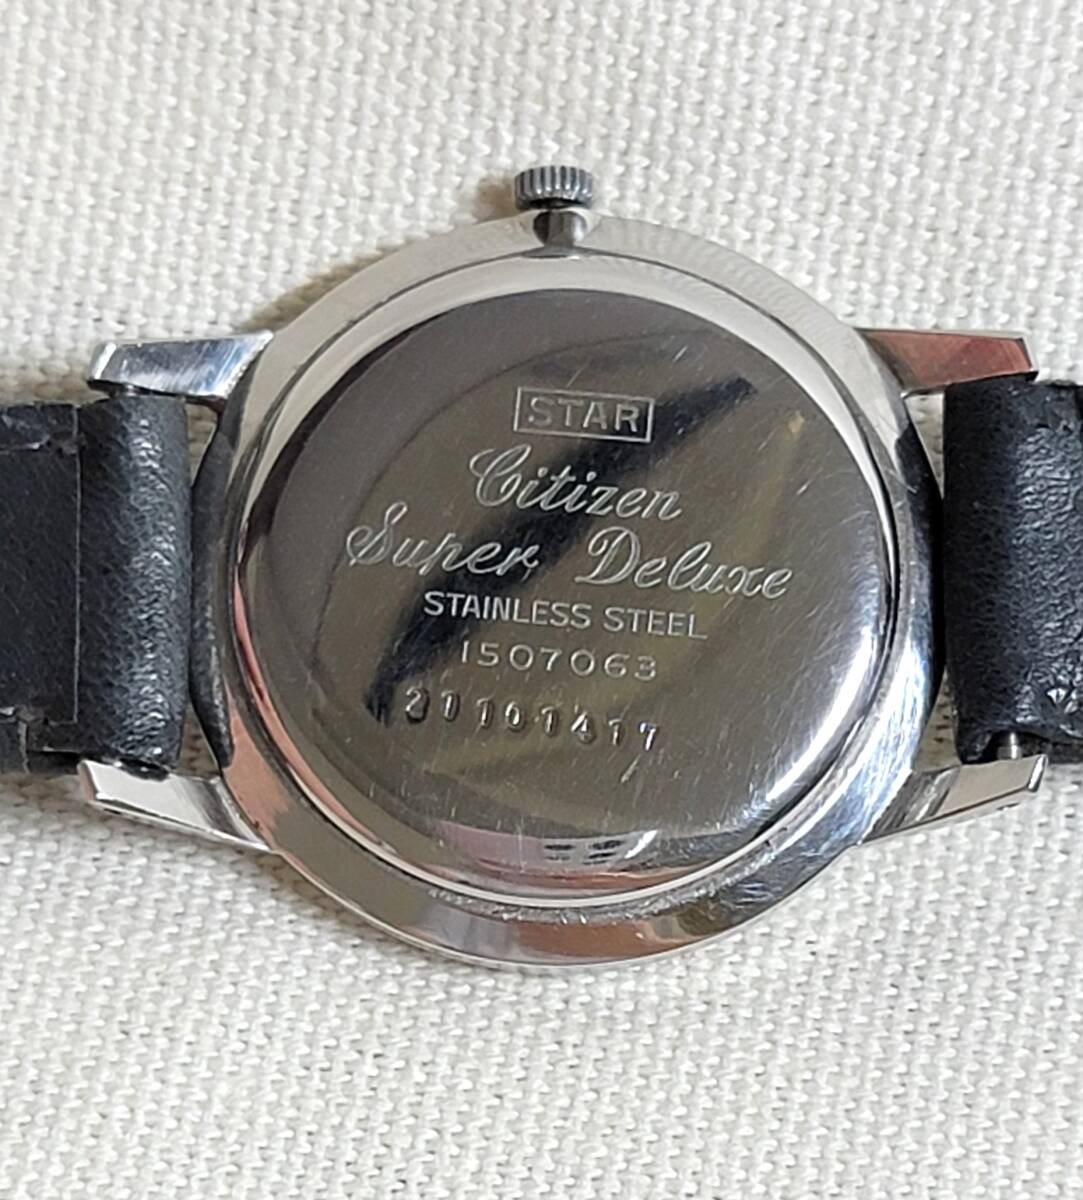 STAR
Citizen
Super Deluxe
STAINLESS STEEL
1507063
21101417